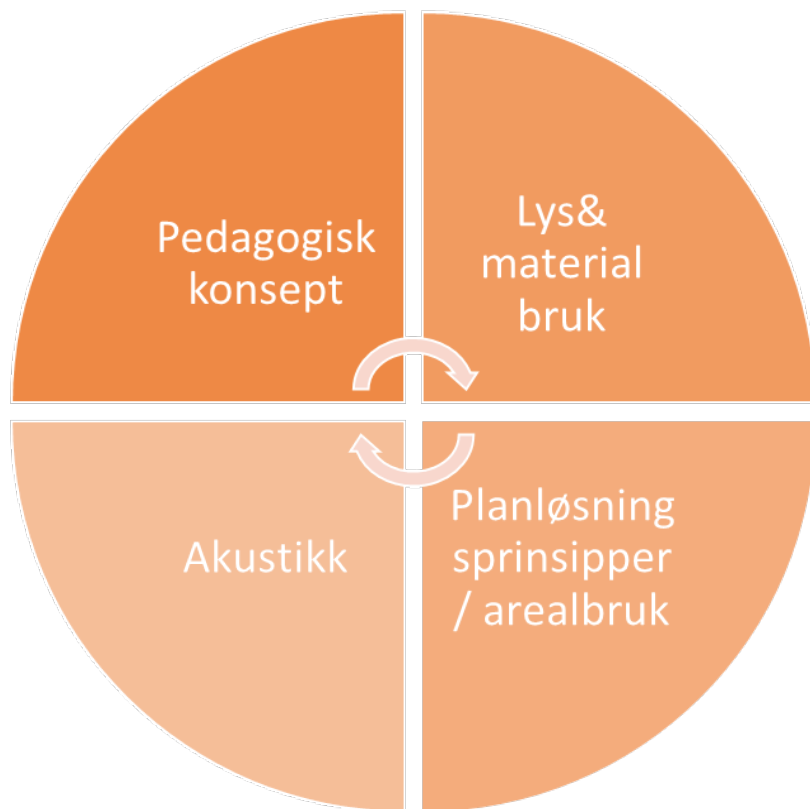 Pedagogisk
konsept
Lys&
material
bruk
Akustikk
Planløsning
sprinsipper
/ arealbruk